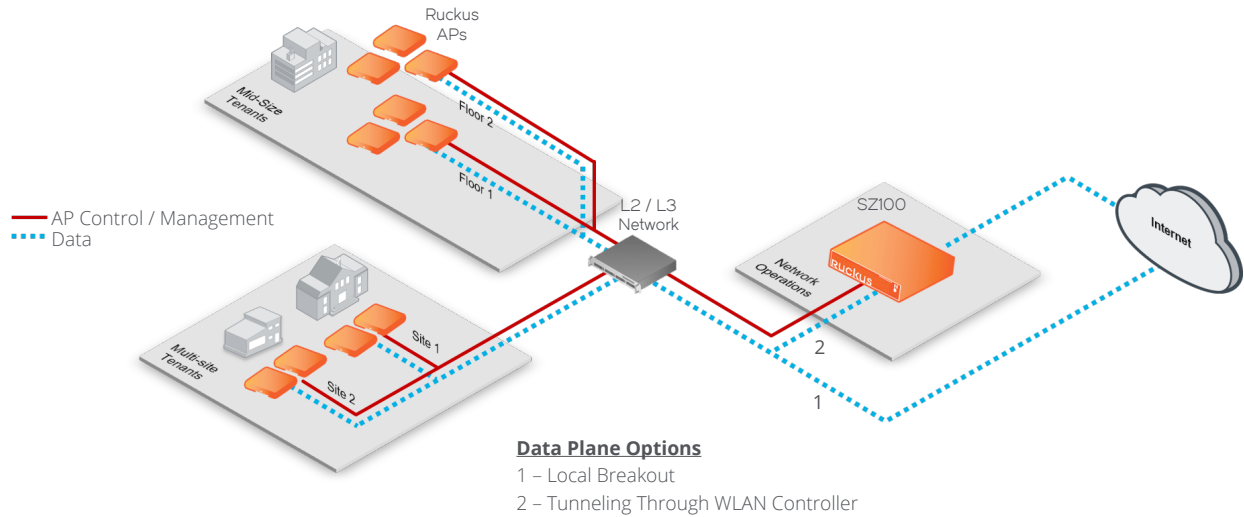 Ruckus
APs
Mid-Size
Tenants
Floor 2
Floor 1
AP Control / Management
Data
L2 / L3
Network
SZ100
Ruckus
Network
Operations
Internet
Multi-site
Tenants
Site 1
Site 2
2
1
Data Plane Options
1 – Local Breakout
2 – Tunneling Through WLAN Controller